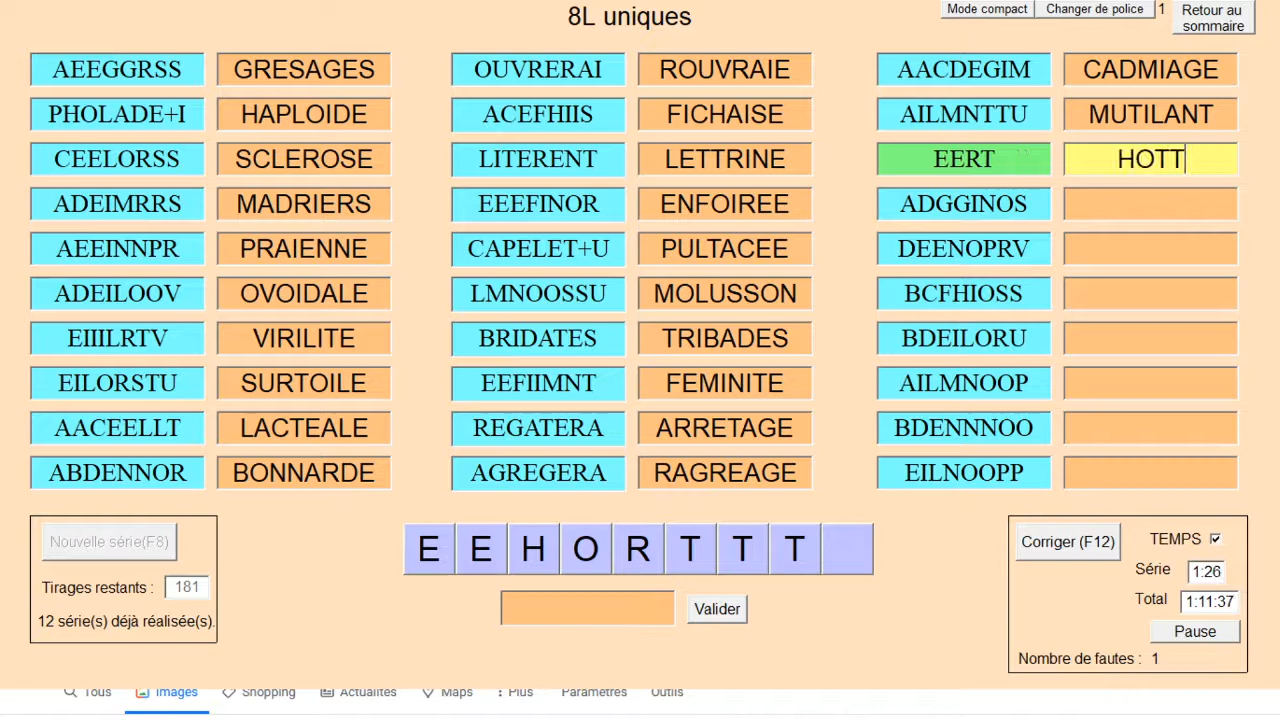 8L uniques
Mode compact Changer de police 1 Retour au sommaire
AEEGGRSS GRESAGES OUVRERAI ROUVRAIE AACDEGIM CADMIAGE
PHOLADE+I HAPLOIDE ACEFHIIS FICHAISE AILMNTTU MUTILANT
CEELORSS SCLEROSE LITERENT LETTRINE EERT HOTT
ADEIMRRS MADRIERS EEEFINOR ENFOIREE ADGGINOS
AEEINNPR PRAIENNE CAPELET+U PULTACEE DEENOPRV
ADEILOOV OVOIDALE LMNOOSSU MOLUSSON BCFHIOSS
EIIILRTV VIRILITE BRIDATES TRIBADES BDEILORU
EILORSTU SURTOILE EEFIIMNT FEMINITE AILMNOOP
AACEELLT LACTEALE REGATERA ARRETAGE BDENNNOO
ABDENNOR BONNARDE AGREGERA RAGREAGE EILNOOPP
Nouvelle série(F8)
Tirages restants : 181
12 série(s) déjà réalisée(s).
E E H O R T T T
Valider
Corriger (F12) TEMPS
Série 1:26
Total 1:11:37
Pause
Nombre de fautes : 1
Tous Images Shopping Actualités Maps Plus Paramètres Outils